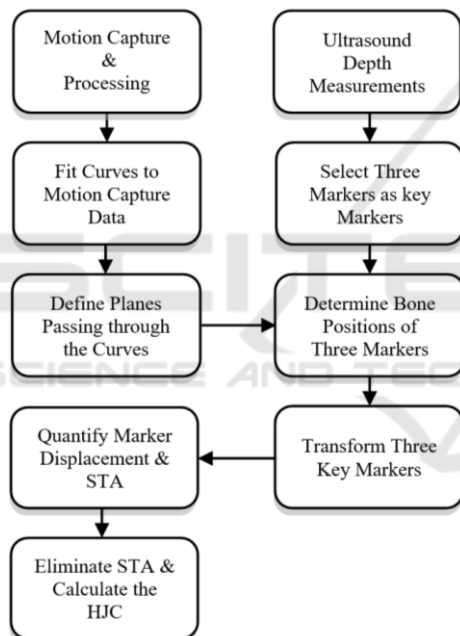 Motion Capture
&
Processing
Ultrasound
Depth
Measurements
Fit Curves to
Motion Capture
Data
Select Three
Markers as key
Markers
Define Planes
Passing through
the Curves
Determine Bone
Positions of
Three Markers
Transform Three
Key Markers
Quantify Marker
Displacement &
STA
Eliminate STA &
Calculate the
HJC
SCIENCE AND